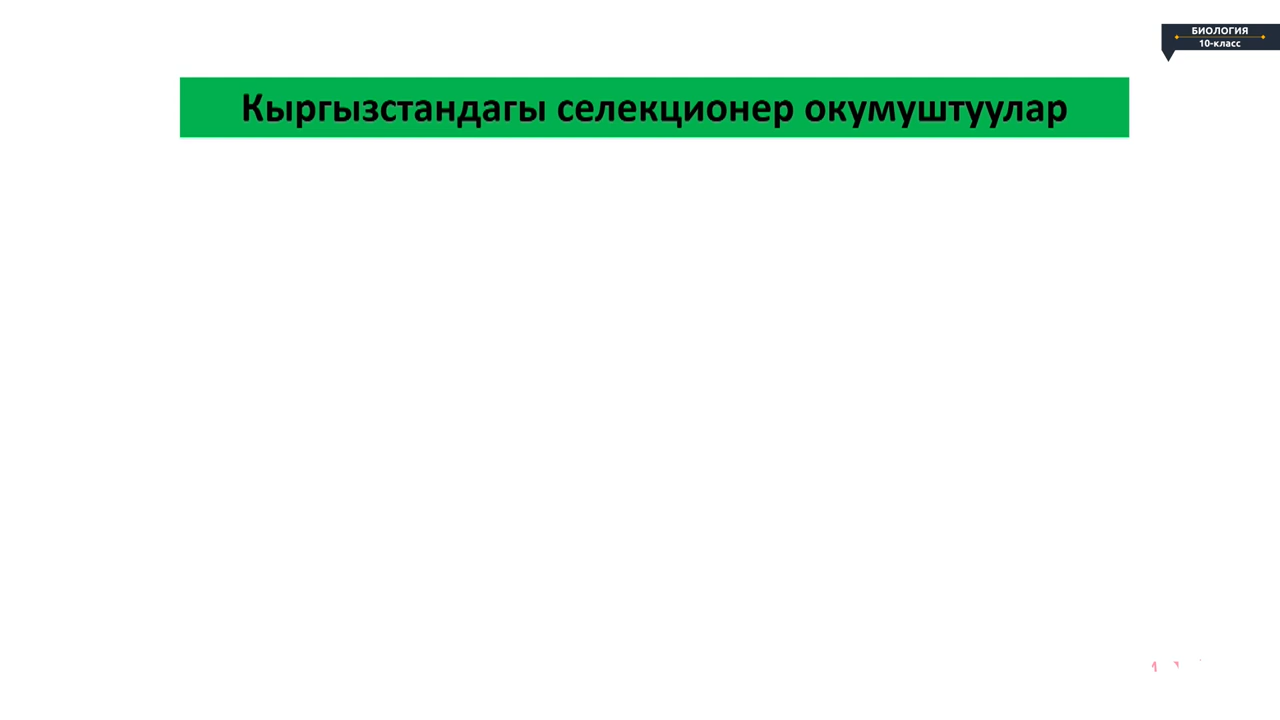 БИОЛОГИЯ
10-класс
Кыргызстандагы селекционер окумуштуулар